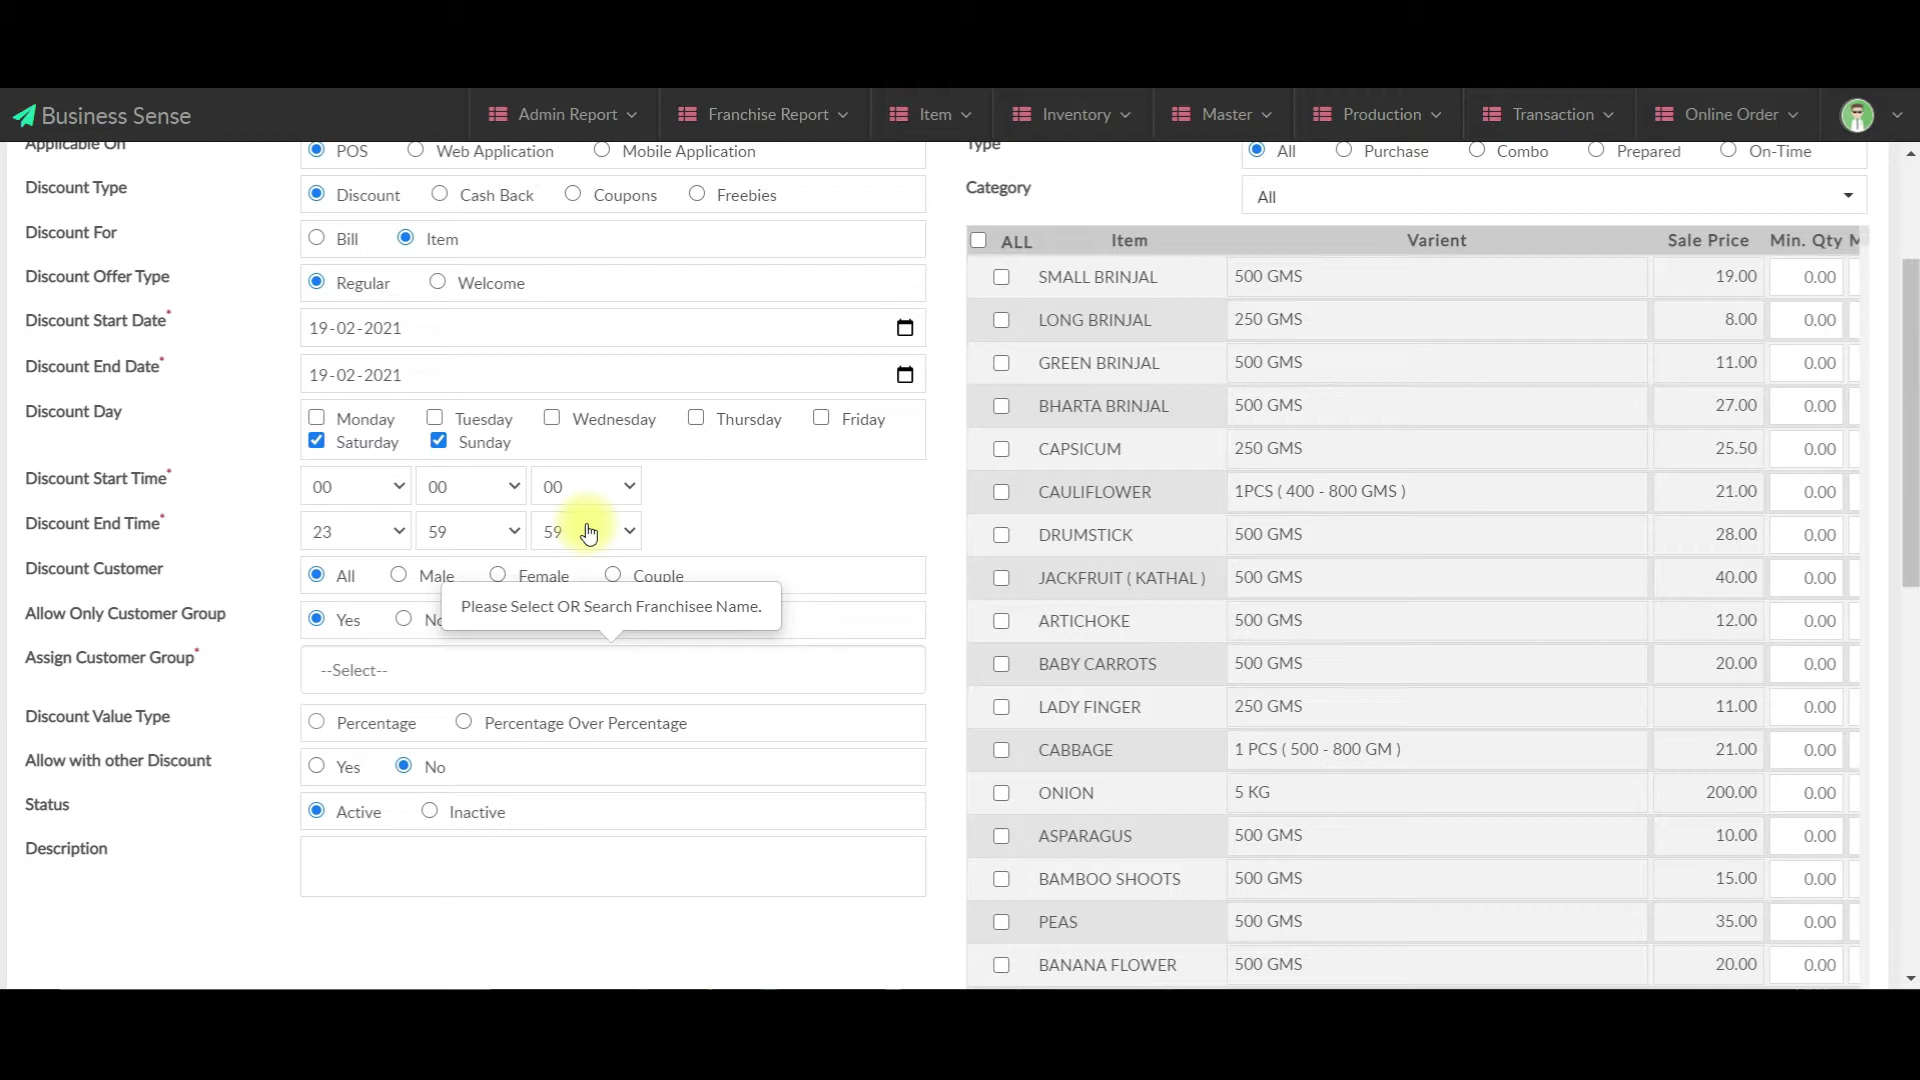 Business Sense
Admin Report
Franchise Report
Item
Inventory
Master
Production
Transaction
Online Order
Applicable On
POS Web Application Mobile Application
Discount Type
Discount Cash Back Coupons Freebies
Discount For
Bill Item
Discount Offer Type
Regular Welcome
Discount Start Date*
19-02-2021
Discount End Date*
19-02-2021
Discount Day
Monday Tuesday Wednesday Thursday Friday
Saturday Sunday
Discount Start Time*
00 00 00
Discount End Time*
23 59 59
Discount Customer
All Male Female Couple
Allow Only Customer Group
Yes No
Please Select OR Search Franchisee Name.
Assign Customer Group*
--Select--
Discount Value Type
Percentage Percentage Over Percentage
Allow with other Discount
Yes No
Status
Active Inactive
Description
Type
All Purchase Combo Prepared On-Time
Category
All
ALL Item Varient Sale Price Min. Qty M
SMALL BRINJAL 500 GMS 19.00 0.00
LONG BRINJAL 250 GMS 8.00 0.00
GREEN BRINJAL 500 GMS 11.00 0.00
BHARTA BRINJAL 500 GMS 27.00 0.00
CAPSICUM 250 GMS 25.50 0.00
CAULIFLOWER 1PCS ( 400 - 800 GMS ) 21.00 0.00
DRUMSTICK 500 GMS 28.00 0.00
JACKFRUIT ( KATHAL ) 500 GMS 40.00 0.00
ARTICHOKE 500 GMS 12.00 0.00
BABY CARROTS 500 GMS 20.00 0.00
LADY FINGER 250 GMS 11.00 0.00
CABBAGE 1 PCS ( 500 - 800 GM ) 21.00 0.00
ONION 5 KG 200.00 0.00
ASPARAGUS 500 GMS 10.00 0.00
BAMBOO SHOOTS 500 GMS 15.00 0.00
PEAS 500 GMS 35.00 0.00
BANANA FLOWER 500 GMS 20.00 0.00